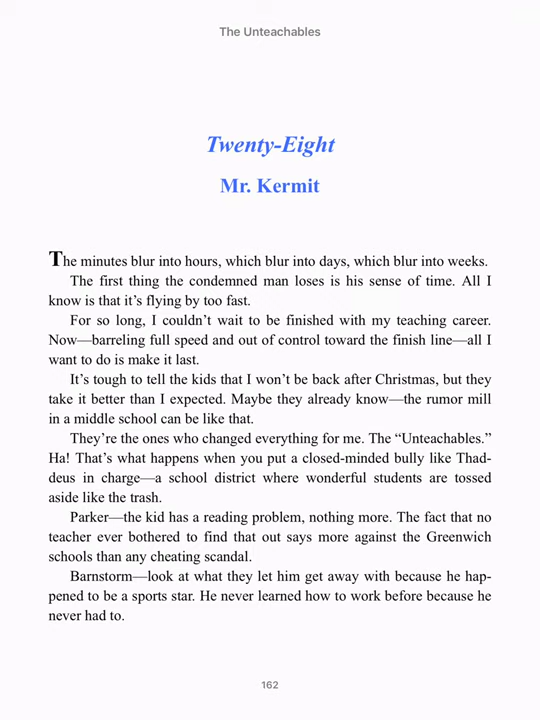 The Unteachables
Twenty-Eight
Mr. Kermit
The minutes blur into hours, which blur into days, which blur into weeks.
The first thing the condemned man loses is his sense of time. All I
know is that it’s flying by too fast.
For so long, I couldn’t wait to be finished with my teaching career.
Now—barreling full speed and out of control toward the finish line—all I
want to do is make it last.
It’s tough to tell the kids that I won’t be back after Christmas, but they
take it better than I expected. Maybe they already know—the rumor mill
in a middle school can be like that.
They’re the ones who changed everything for me. The “Unteachables.”
Ha! That’s what happens when you put a closed-minded bully like Thad-
deus in charge—a school district where wonderful students are tossed
aside like the trash.
Parker—the kid has a reading problem, nothing more. The fact that no
teacher ever bothered to find that out says more against the Greenwich
schools than any cheating scandal.
Barnstorm—look at what they let him get away with because he hap-
pened to be a sports star. He never learned how to work before because he
never had to.
162